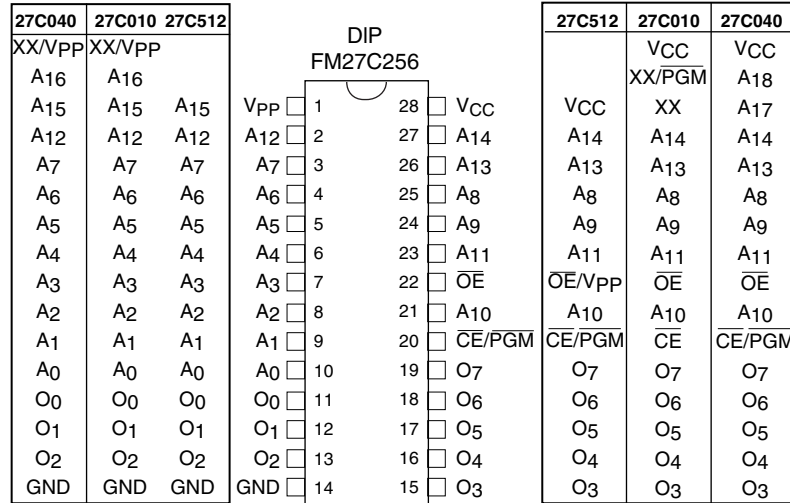 27C040 27C010 27C512 DIP 27C512 27C010 27C040
XX/VPP XX/VPP FM27C256 VCC VCC
A16 A16 XX/PGM A18
A15 A15 A15 VPP 1 28 VCC VCC XX A17
A12 A12 A12 A12 2 27 A14 A14 A14 A14
A7 A7 A7 A7 3 26 A13 A13 A13 A13
A6 A6 A6 A6 4 25 A8 A8 A8 A8
A5 A5 A5 A5 5 24 A9 A9 A9 A9
A4 A4 A4 A4 6 23 A11 A11 A11 A11
A3 A3 A3 A3 7 22 OE OE/VPP OE OE
A2 A2 A2 A2 8 21 A10 A10 A10 A10
A1 A1 A1 A1 9 20 CE/PGM CE/PGM CE CE/PGM
A0 A0 A0 A0 10 19 O7 O7 O7 O7
O0 O0 O0 O0 11 18 O6 O6 O6 O6
O1 O1 O1 O1 12 17 O5 O5 O5 O5
O2 O2 O2 O2 13 16 O4 O4 O4 O4
GND GND GND GND 14 15 O3 O3 O3 O3